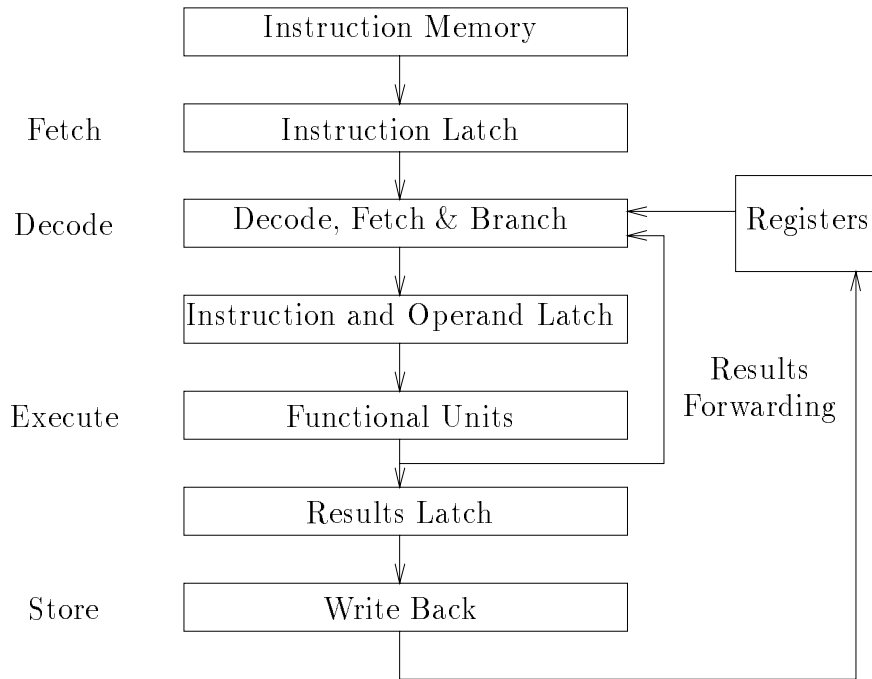 Instruction Memory
Fetch
Instruction Latch
Decode
Decode, Fetch & Branch
Registers
Instruction and Operand Latch
Results
Forwarding
Execute
Functional Units
Results Latch
Store
Write Back